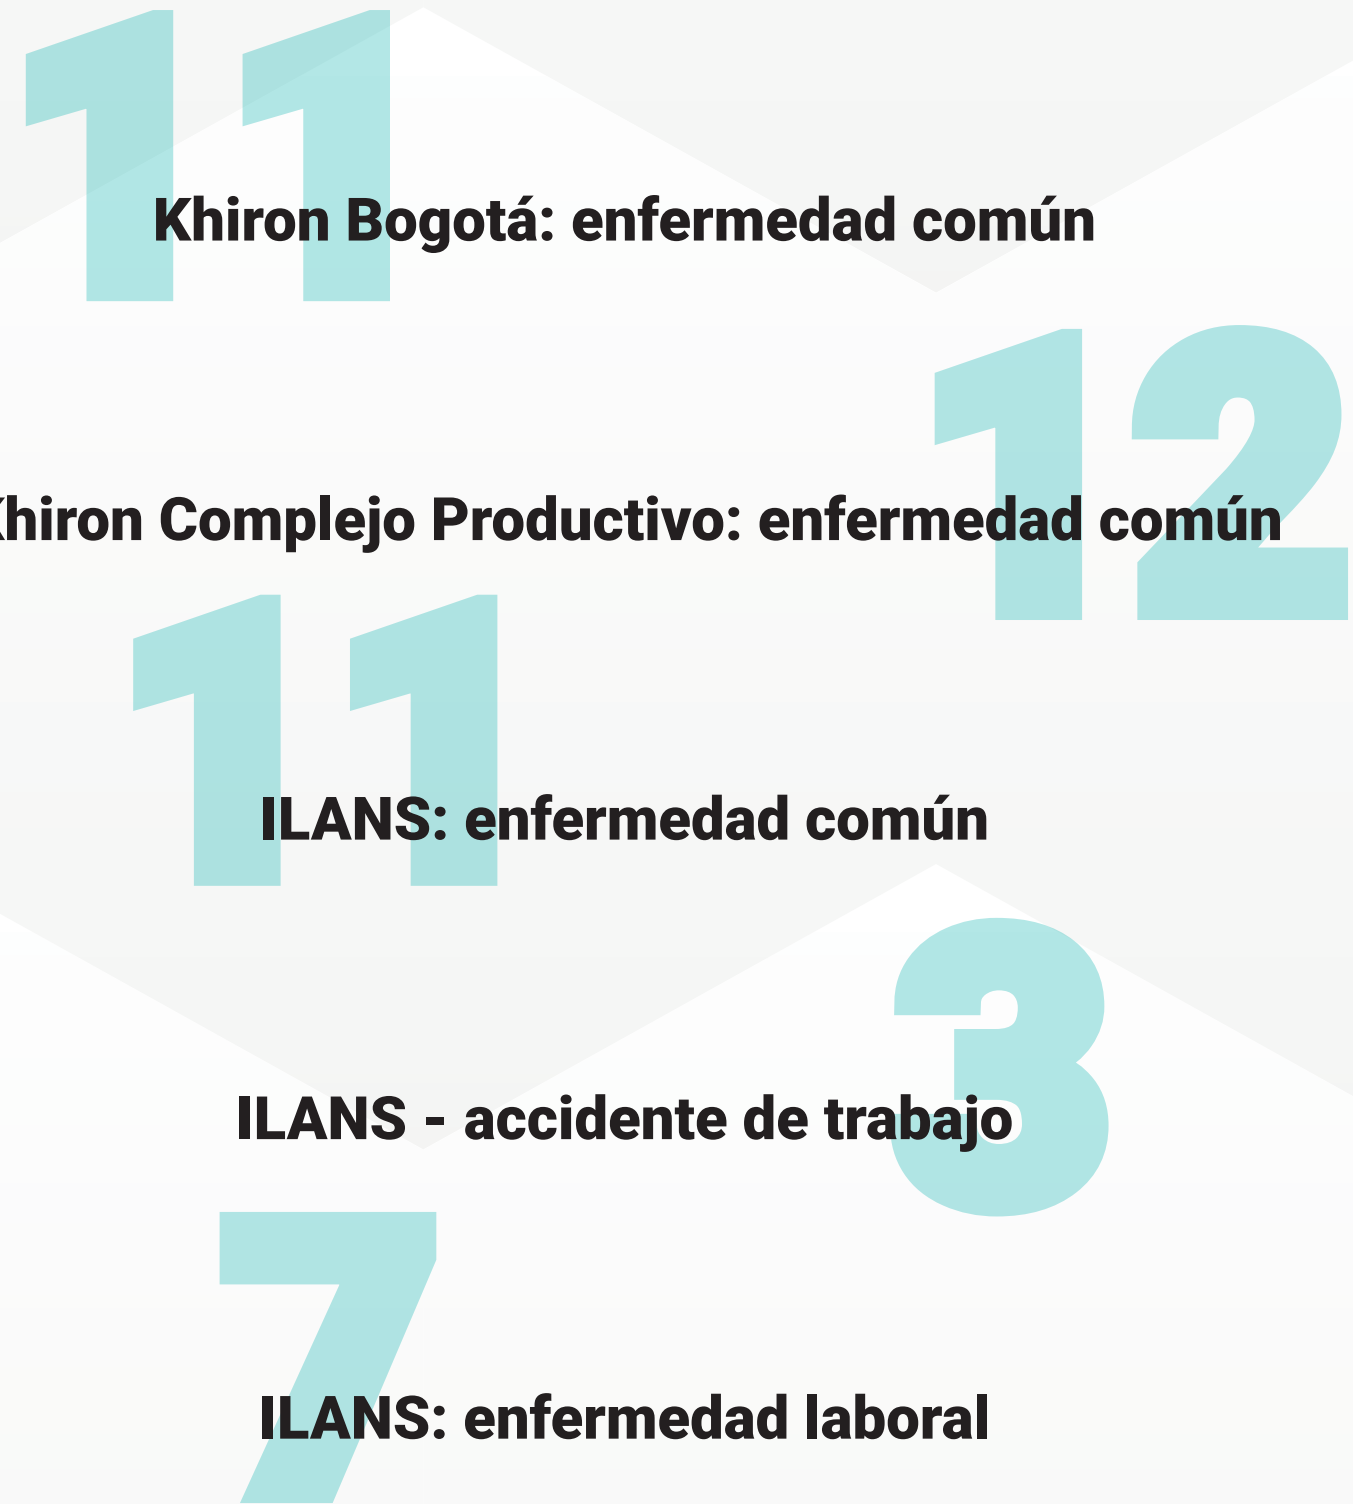 11
Khiron Bogotá: enfermedad común
12
Khiron Complejo Productivo: enfermedad común
11
ILANS: enfermedad común
3
ILANS - accidente de trabajo
7
ILANS: enfermedad laboral